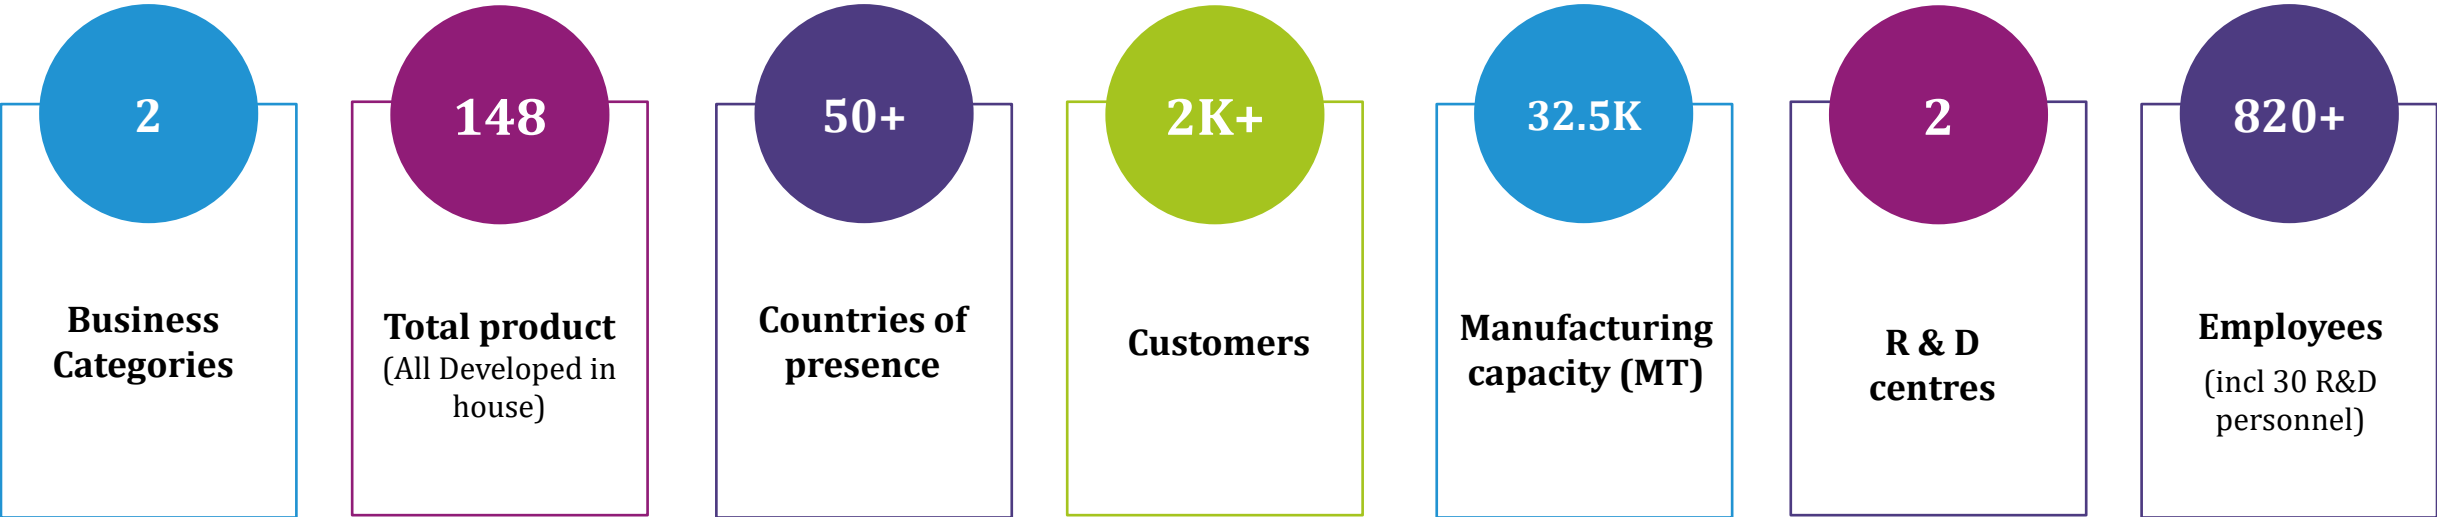 2
Business
Categories
148
Total product
(All Developed in
house)
50+
Countries of
presence
2K+
Customers
32.5K
Manufacturing
capacity (MT)
2
R & D
centres
820+
Employees
(incl 30 R&D
personnel)